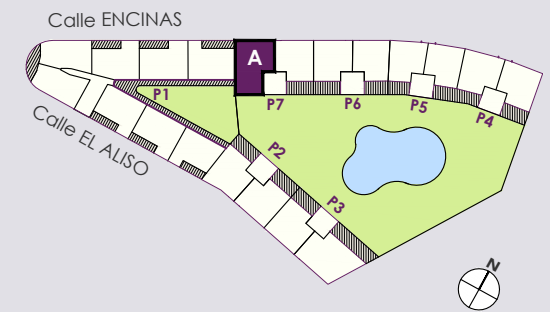 Calle ENCINAS
A
P1
P7
P6
P5
P4
Calle EL ALISO
P2
P3
N